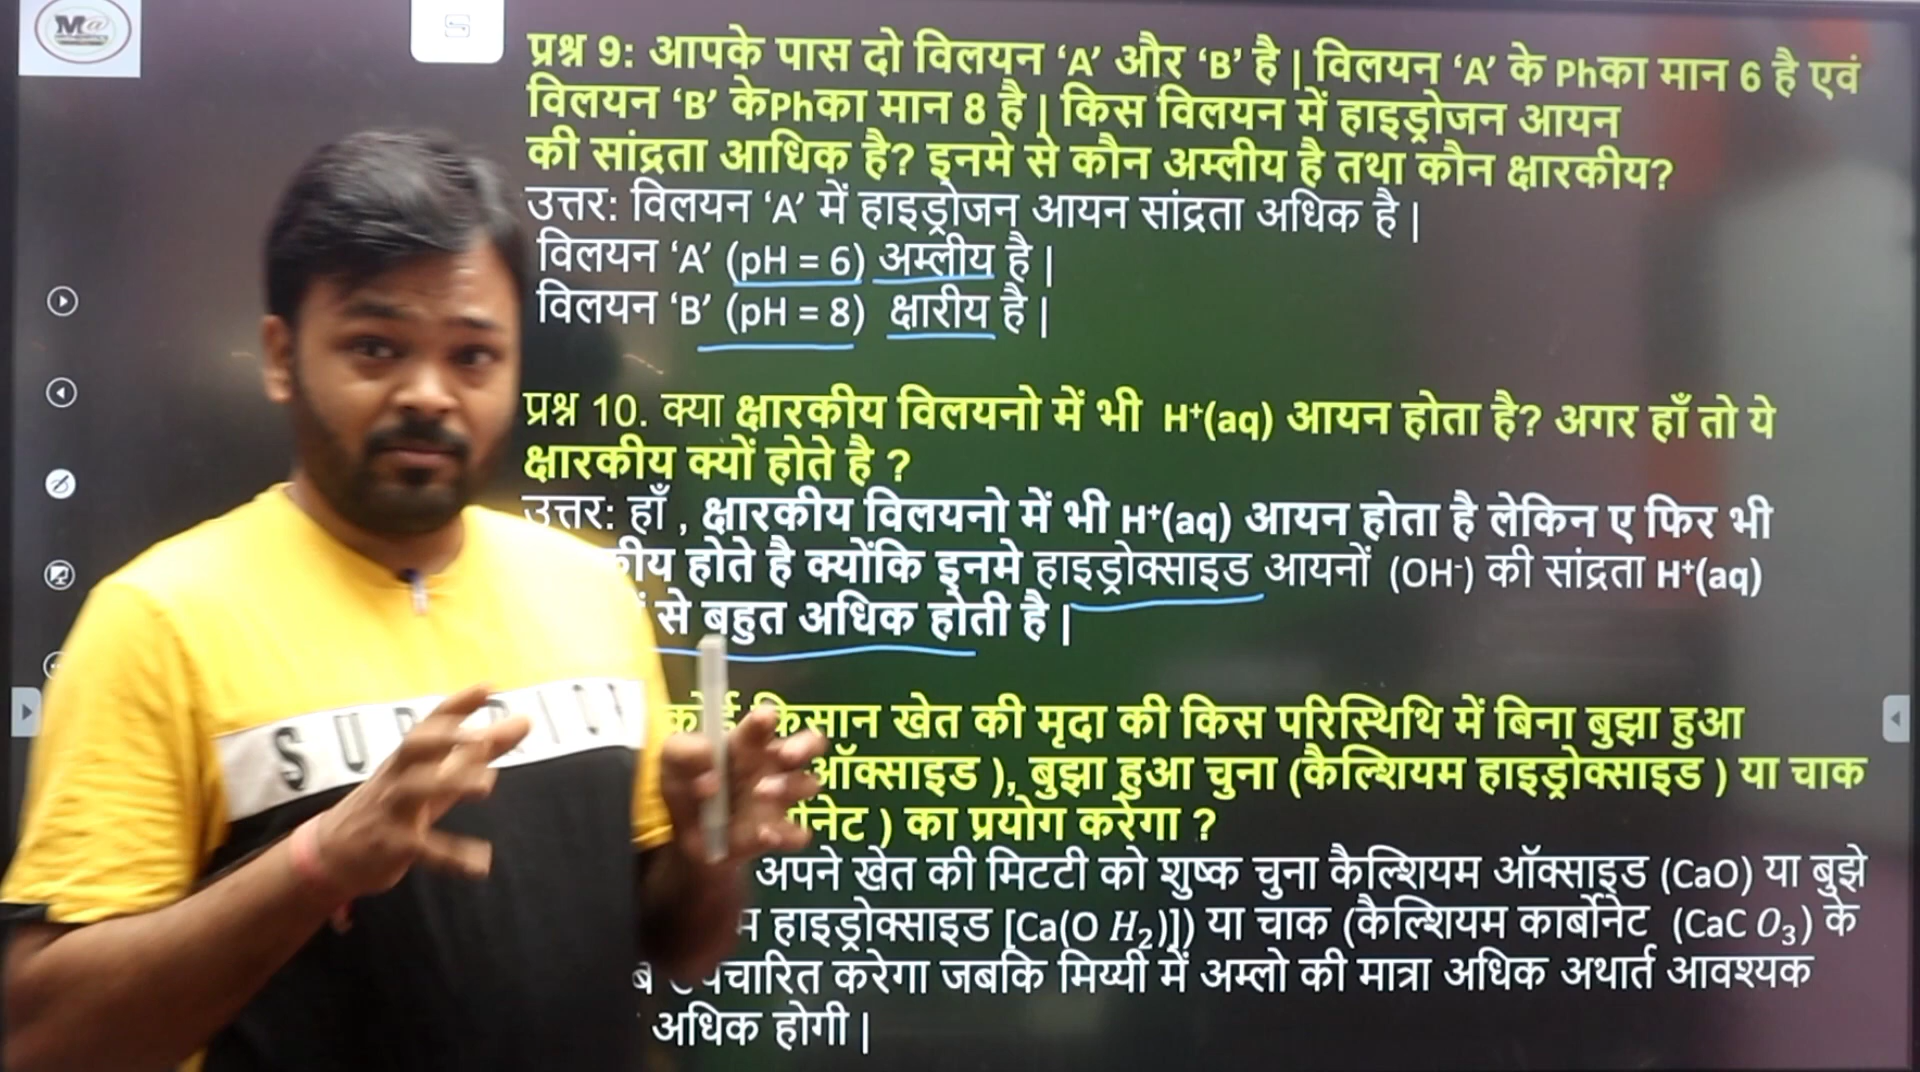 M@
प्रश्न 9: आपके पास दो विलयन ‘A’ और ‘B’ है | विलयन ‘A’ के Phका मान 6 है एवं
विलयन ‘B’ केPhका मान 8 है | किस विलयन में हाइड्रोजन आयन
की सांद्रता आधिक है? इनमे से कौन अम्लीय है तथा कौन क्षारकीय?
उत्तर: विलयन ‘A’ में हाइड्रोजन आयन सांद्रता अधिक है |
विलयन ‘A’ (pH = 6) अम्लीय है |
विलयन ‘B’ (pH = 8) क्षारीय है |
प्रश्न 10. क्या क्षारकीय विलयनो में भी H⁺(aq) आयन होता है? अगर हाँ तो ये
क्षारकीय क्यों होते है ?
उत्तर: हाँ , क्षारकीय विलयनो में भी H⁺(aq) आयन होता है लेकिन ए फिर भी
होते है क्योंकि इनमे हाइड्रोक्साइड आयनों (OH⁻) की सांद्रता H⁺(aq)
से बहुत अधिक होती है |
किसान खेत की मृदा की किस परिस्थिथि में बिना बुझा हुआ
ऑक्साइड ), बुझा हुआ चुना (कैल्शियम हाइड्रोक्साइड ) या चाक
) का प्रयोग करेगा ?
अपने खेत की मिटटी को शुष्क चुना कैल्शियम ऑक्साइड (CaO) या बुझे
हाइड्रोक्साइड [Ca(O H₂)]) या चाक (कैल्शियम कार्बोनेट (CaC O₃) के
करेगा जबकि मिय्यी में अम्लो की मात्रा अधिक अथार्त आवश्यक
अधिक होगी |